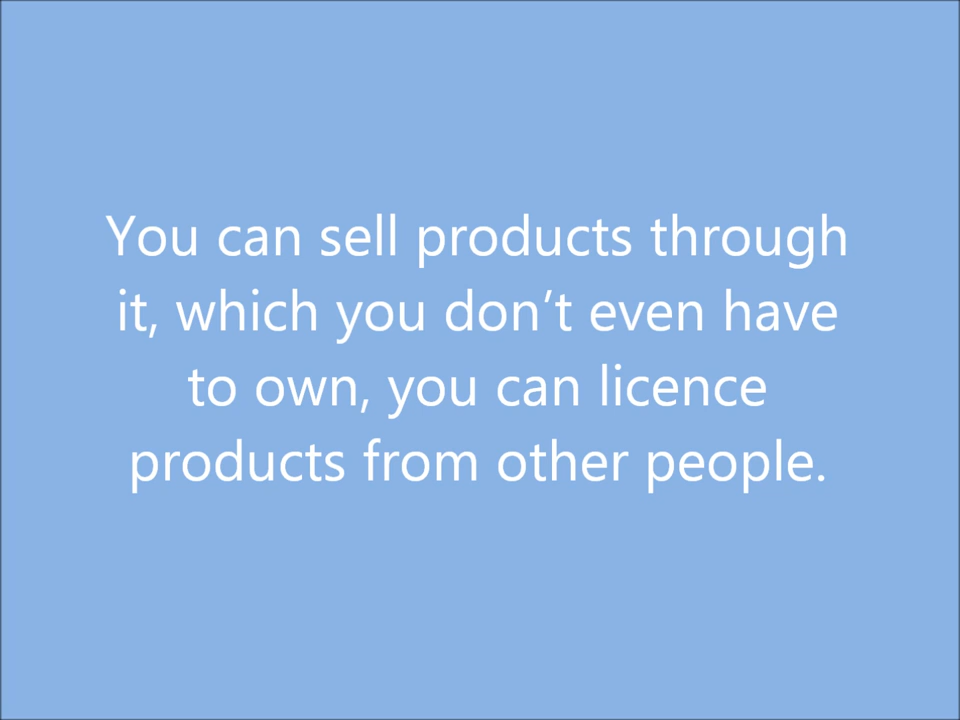 You can sell products through
it, which you don’t even have
to own, you can licence
products from other people.